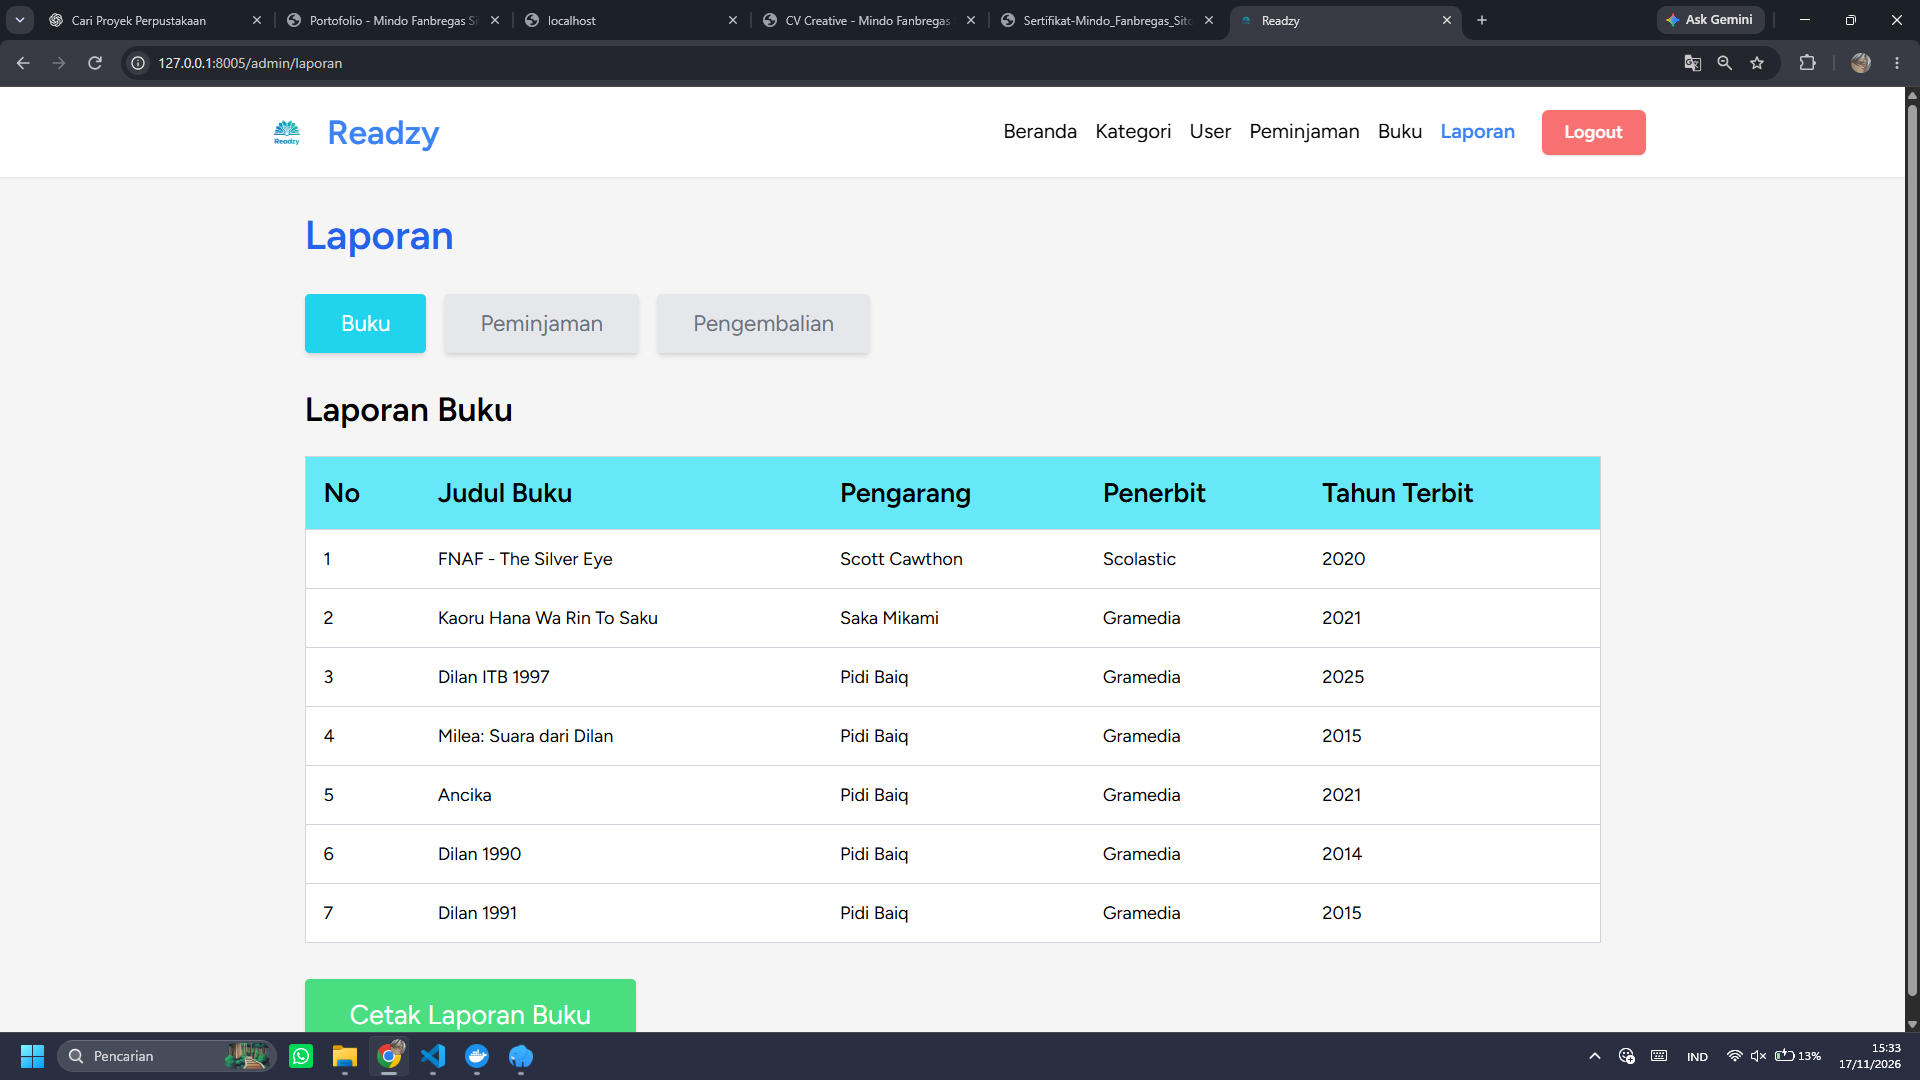 Cari Proyek Perpustakaan
Portofolio - Mindo Fanbregas Si
localhost
CV Creative - Mindo Fanbregas
Sertifikat-Mindo_Fanbregas_Sito
Readzy
Ask Gemini
127.0.0.1:8005/admin/laporan
Readzy
Readzy
Beranda Kategori User Peminjaman Buku Laporan Logout
Laporan
Buku Peminjaman Pengembalian
Laporan Buku
No Judul Buku Pengarang Penerbit Tahun Terbit
1 FNAF - The Silver Eye Scott Cawthon Scolastic 2020
2 Kaoru Hana Wa Rin To Saku Saka Mikami Gramedia 2021
3 Dilan ITB 1997 Pidi Baiq Gramedia 2025
4 Milea: Suara dari Dilan Pidi Baiq Gramedia 2015
5 Ancika Pidi Baiq Gramedia 2021
6 Dilan 1990 Pidi Baiq Gramedia 2014
7 Dilan 1991 Pidi Baiq Gramedia 2015
Cetak Laporan Buku
Pencarian
IND
13%
15:33
17/11/2026